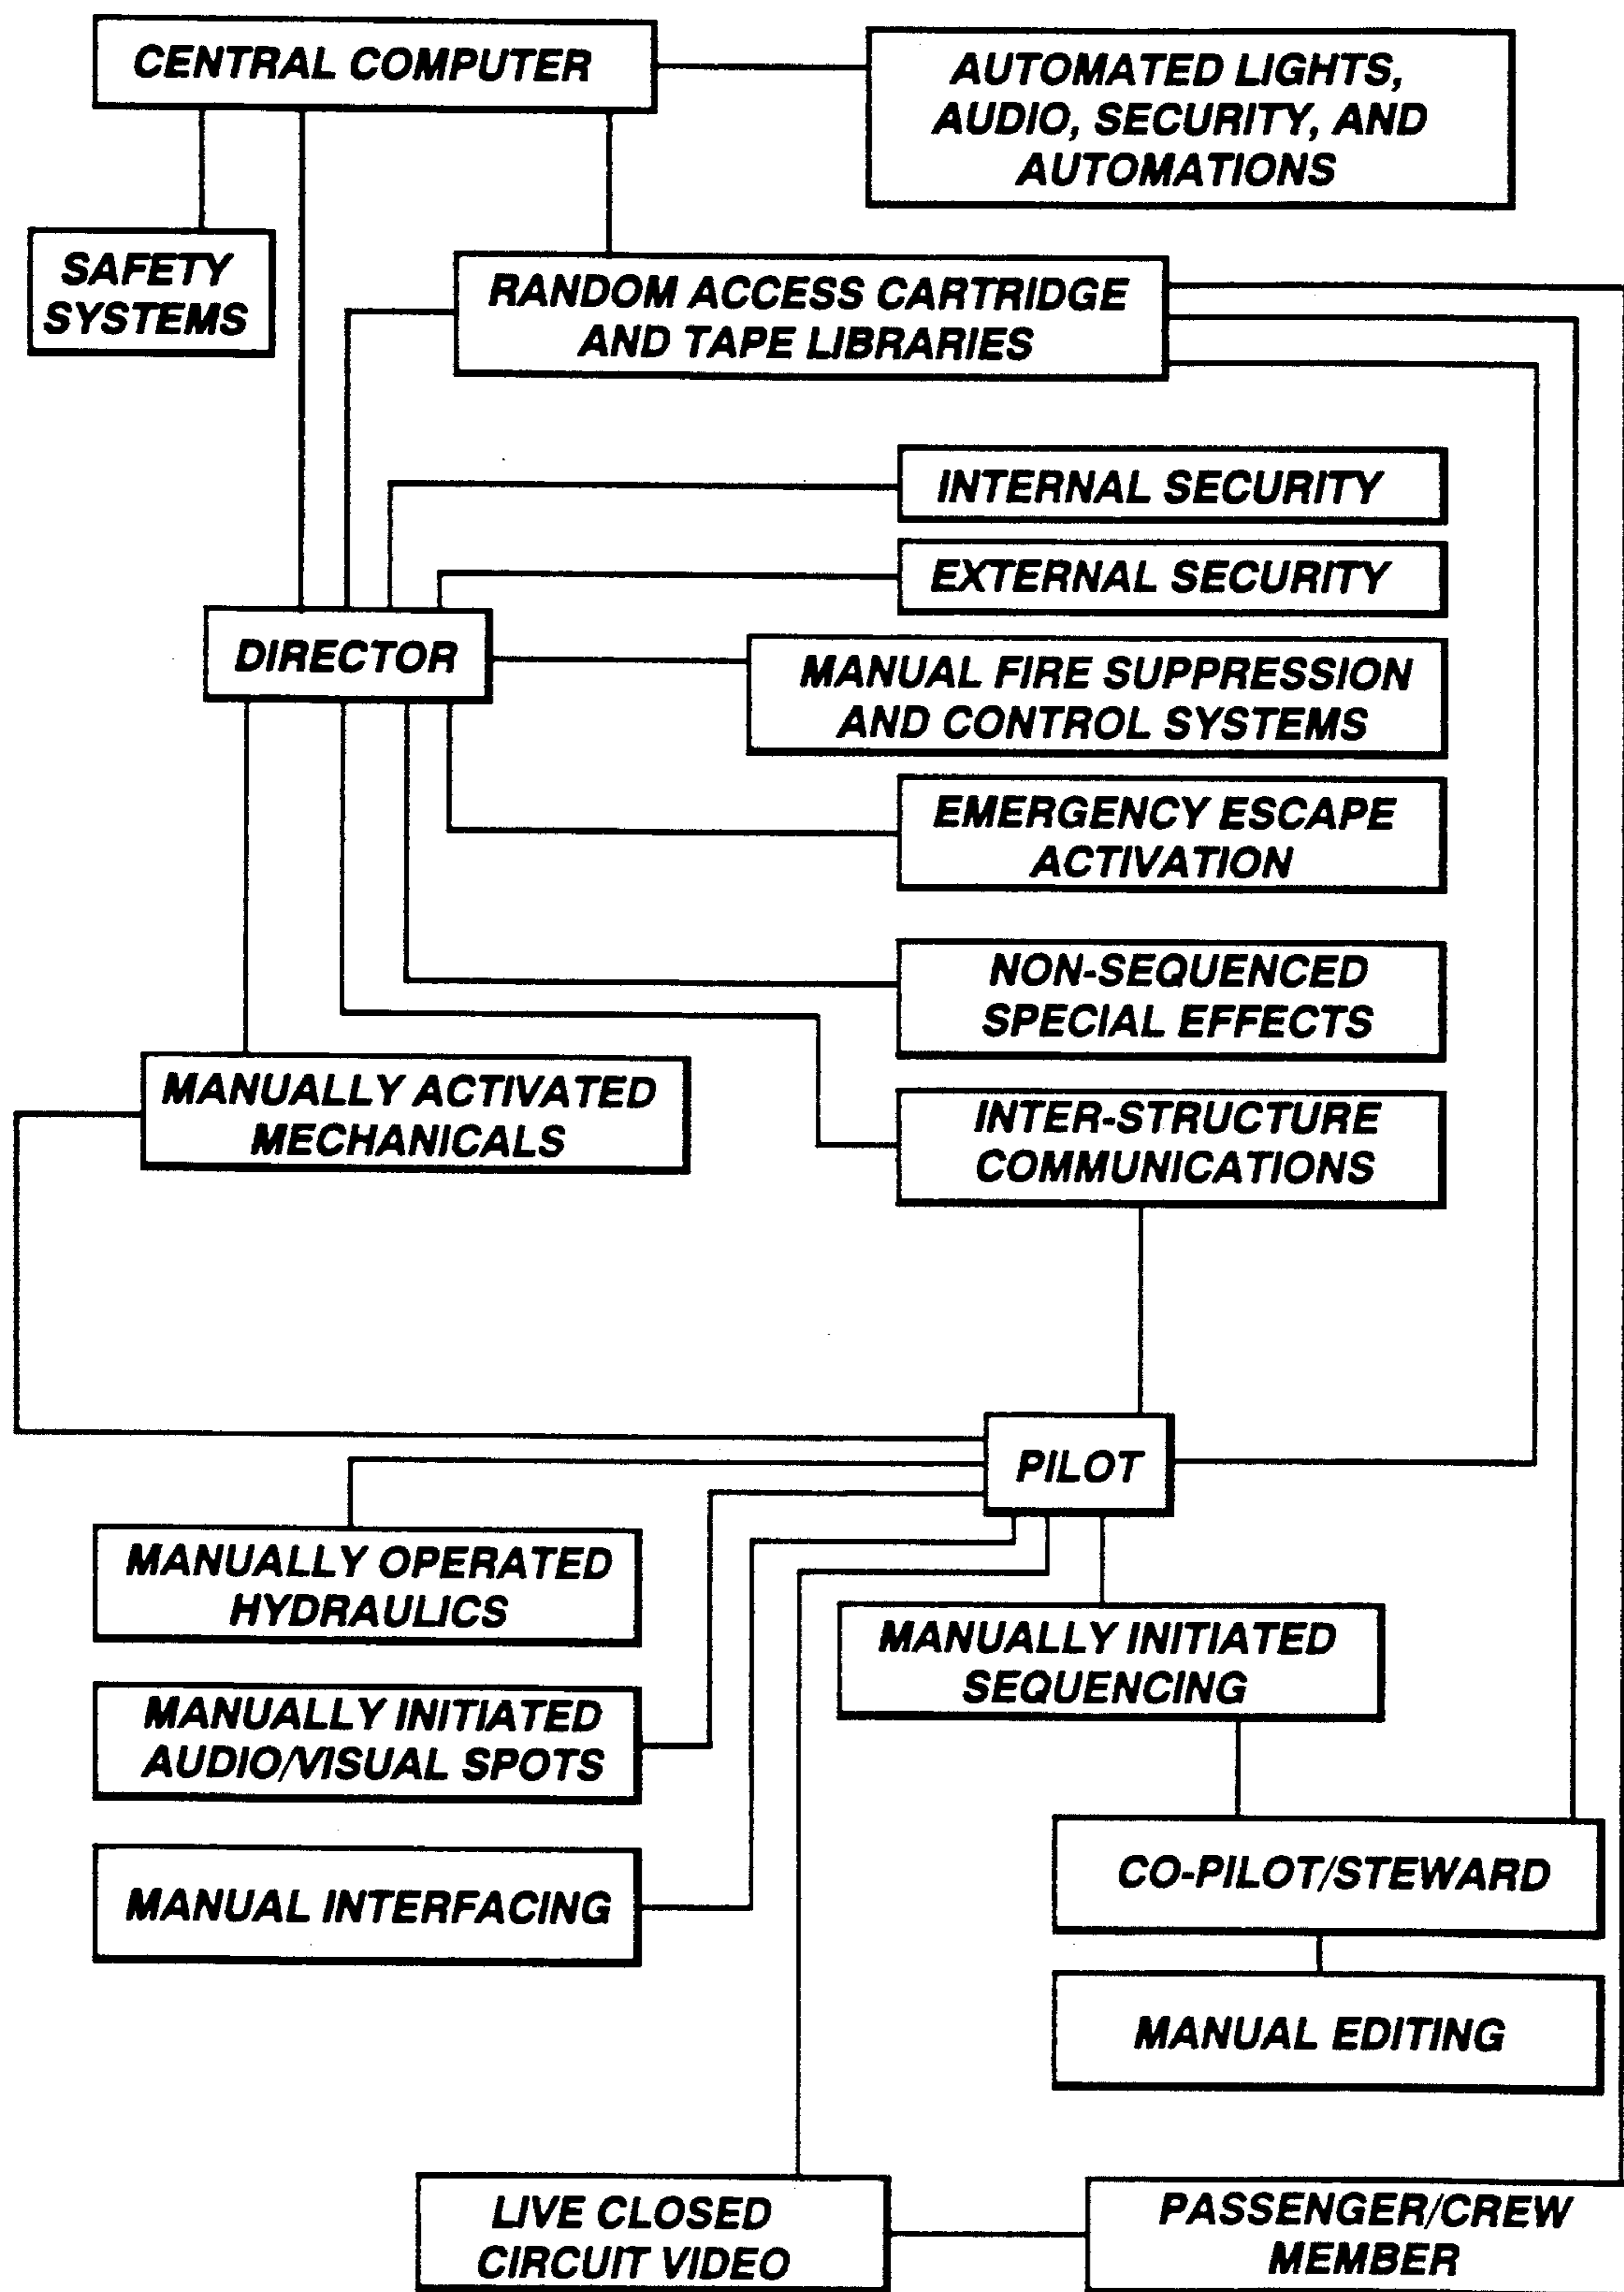 CENTRAL COMPUTER
AUTOMATED LIGHTS,
AUDIO, SECURITY, AND
AUTOMATIONS
SAFETY
SYSTEMS
RANDOM ACCESS CARTRIDGE
AND TAPE LIBRARIES
INTERNAL SECURITY
EXTERNAL SECURITY
DIRECTOR
MANUAL FIRE SUPPRESSION
AND CONTROL SYSTEMS
EMERGENCY ESCAPE
ACTIVATION
NON-SEQUENCED
SPECIAL EFFECTS
MANUALLY ACTIVATED
MECHANICALS
INTER-STRUCTURE
COMMUNICATIONS
PILOT
MANUALLY OPERATED
HYDRAULICS
MANUALLY INITIATED
SEQUENCING
MANUALLY INITIATED
AUDIO/VISUAL SPOTS
CO-PILOT/STEWARD
MANUAL INTERFACING
MANUAL EDITING
LIVE CLOSED
CIRCUIT VIDEO
PASSENGER/CREW
MEMBER